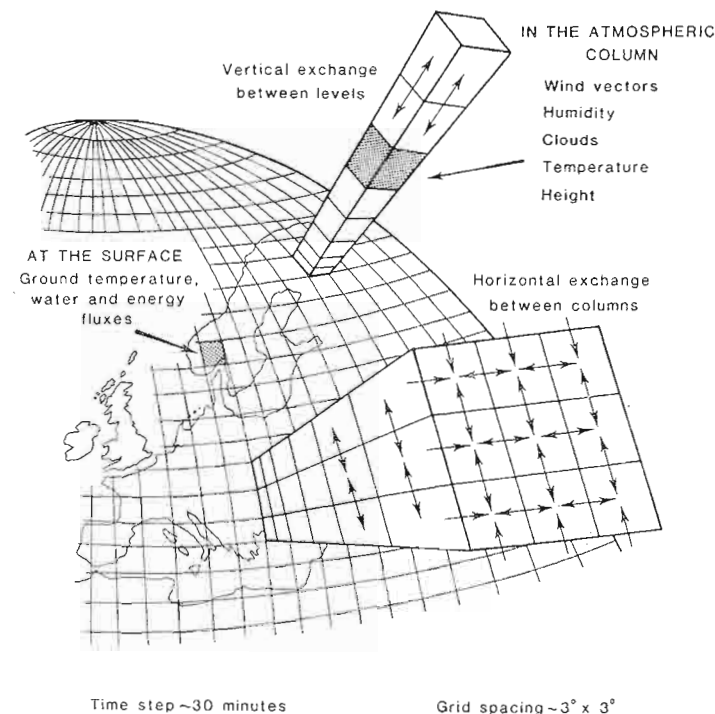 IN THE ATMOSPHERIC
COLUMN
Wind vectors
Humidity
Clouds
Temperature
Height
Vertical exchange
between levels
AT THE SURFACE
Ground temperature,
water and energy
fluxes
Horizontal exchange
between columns
Time step ~30 minutes
Grid spacing ~ 3° x 3°